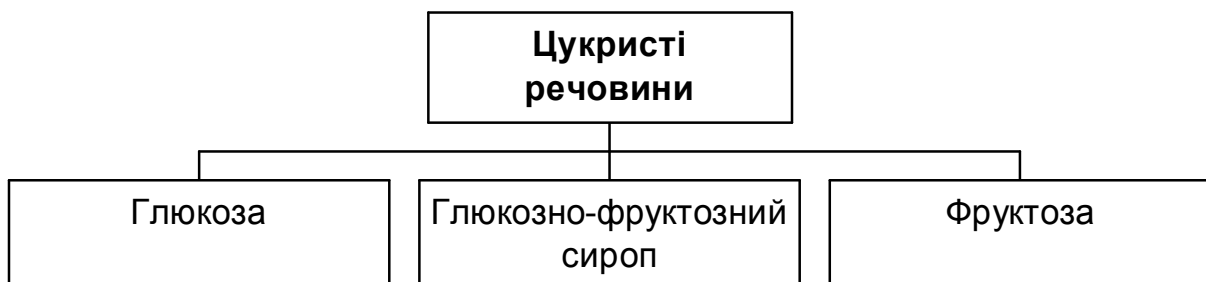 Цукристі
речовини
Глюкоза
Глюкозно-фруктозний
сироп
Фруктоза